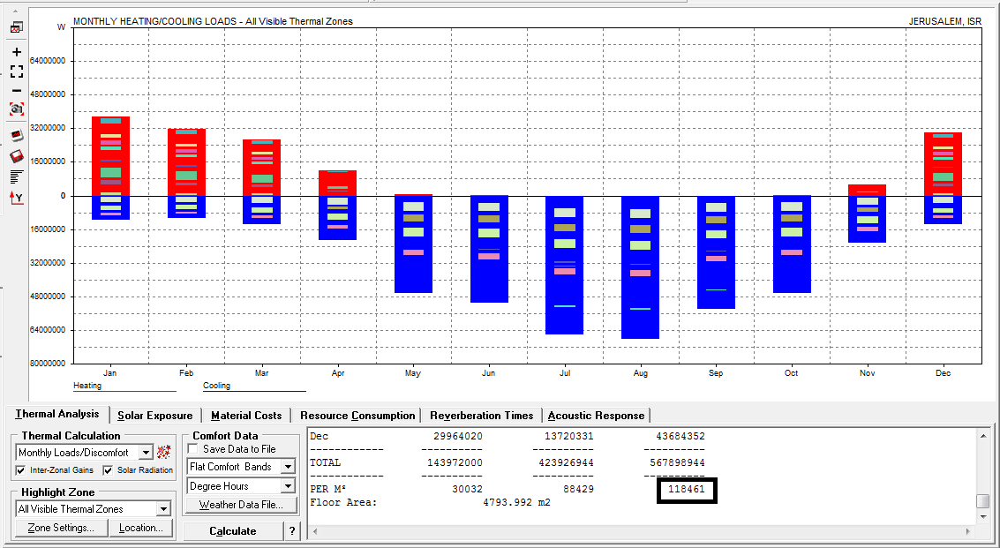 MONTHLY HEATING/COOLING LOADS - All Visible Thermal Zones JERUSALEM, ISR
W
64000000
48000000
32000000
16000000
0
16000000
32000000
48000000
64000000
80000000
Jan Feb Mar Apr May Jun Jul Aug Sep Oct Nov Dec
Heating Cooling
Thermal Analysis Solar Exposure Material Costs Resource Consumption Reverberation Times Acoustic Response
Thermal Calculation
Monthly Loads/Discomfort
Inter-Zonal Gains Solar Radiation
Highlight Zone
All Visible Thermal Zones
Zone Settings... Location...
Comfort Data
Save Data to File
Flat Comfort Bands
Degree Hours
Weather Data File...
Calculate ?
Dec 29964020 13720331 43684352
------------ ---------- ---------- ----------
TOTAL 143972000 423926944 567898944
------------ ---------- ---------- ----------
PER M² 30032 88429 118461
Floor Area: 4793.992 m2
Y